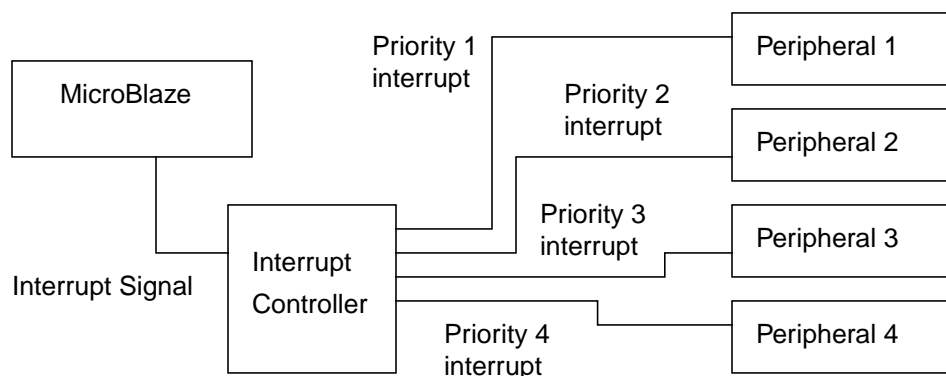 Priority 1
interrupt
Peripheral 1
MicroBlaze
Priority 2
interrupt
Peripheral 2
Priority 3
interrupt
Peripheral 3
Interrupt
Controller
Interrupt Signal
Priority 4
interrupt
Peripheral 4